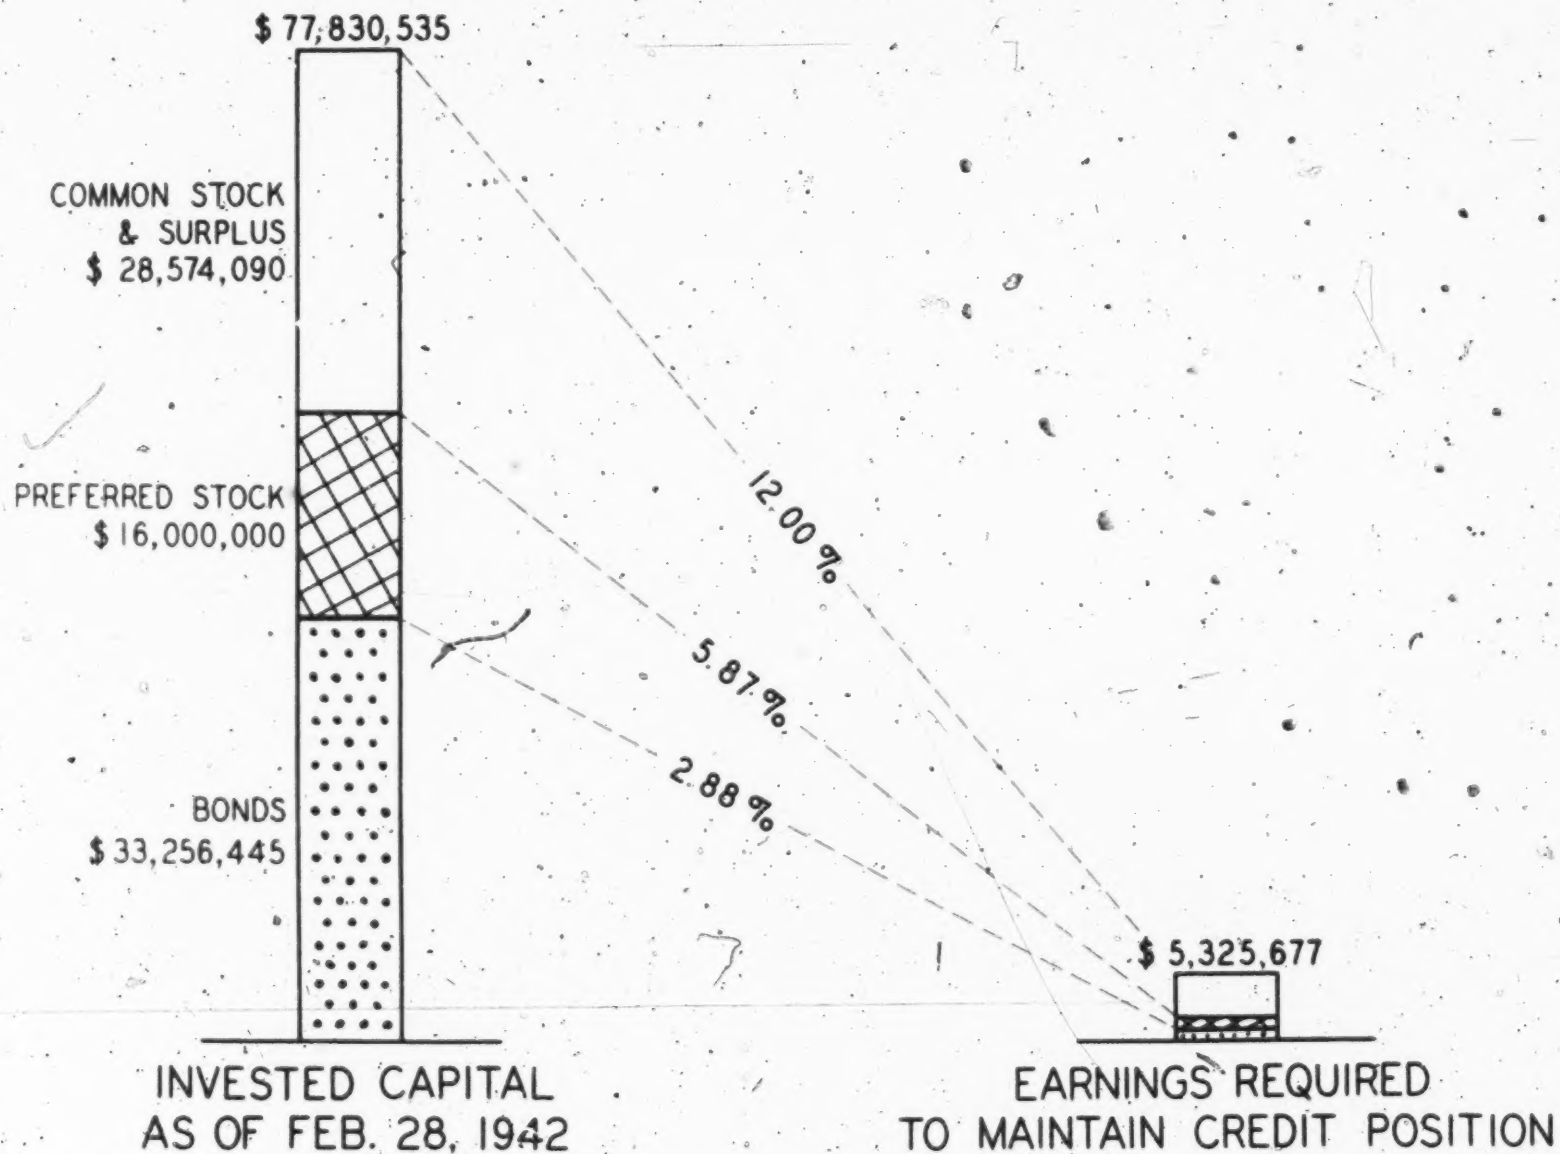 $ 77,830,535
COMMON STOCK
& SURPLUS
$ 28,574,090
PREFERRED STOCK
$ 16,000,000
BONDS
$ 33,256,445
12.00 %
5.87 %
2.88 %
$ 5,325,677
INVESTED CAPITAL
AS OF FEB. 28, 1942
EARNINGS REQUIRED
TO MAINTAIN CREDIT POSITION